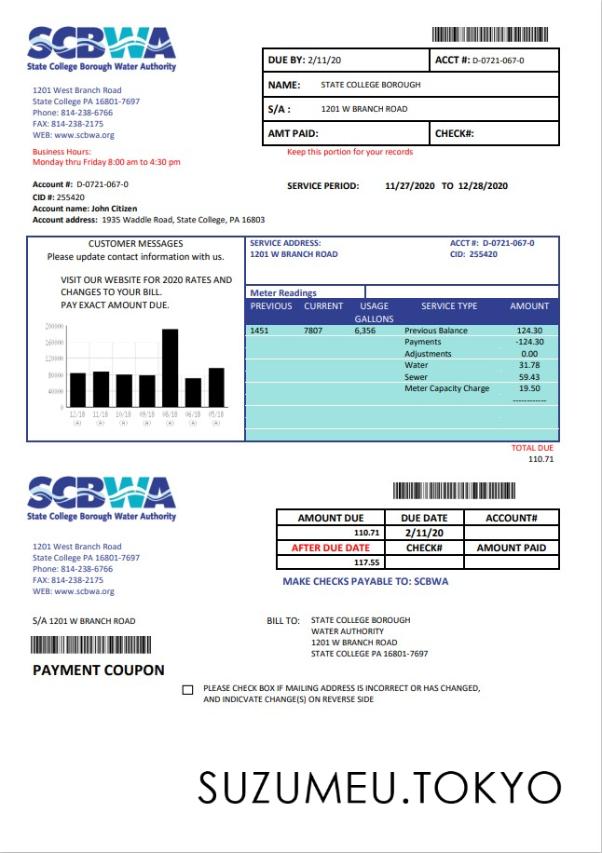 SCBWA
State College Borough Water Authority
1201 West Branch Road
State College PA 16801-7697
Phone: 814-238-6766
FAX: 814-238-2175
WEB: www.scbwa.org
Business Hours:
Monday thru Friday 8:00 am to 4:30 pm
DUE BY: 2/11/20 ACCT #: D-0721-067-0
NAME: STATE COLLEGE BOROUGH
S/A : 1201 W BRANCH ROAD
AMT PAID: CHECK#:
Keep this portion for your records
Account #: D-0721-067-0
CID #: 255420
Account name: John Citizen
Account address: 1935 Waddle Road, State College, PA 16803
SERVICE PERIOD: 11/27/2020 TO 12/28/2020
CUSTOMER MESSAGES
Please update contact information with us.
VISIT OUR WEBSITE FOR 2020 RATES AND
CHANGES TO YOUR BILL.
PAY EXACT AMOUNT DUE.
200000
160000
120000
80000
40000
0
12/18 11/18 10/18 09/18 08/18 06/18 05/18
(A) (A) (A) (A) (A) (A) (A)
SERVICE ADDRESS: ACCT #: D-0721-067-0
1201 W BRANCH ROAD CID: 255420
Meter Readings
PREVIOUS CURRENT USAGE SERVICE TYPE AMOUNT
GALLONS
1451 7807 6,356 Previous Balance 124.30
Payments -124.30
Adjustments 0.00
Water 31.78
Sewer 59.43
Meter Capacity Charge 19.50
------------
TOTAL DUE
110.71
SCBWA
State College Borough Water Authority
1201 West Branch Road
State College PA 16801-7697
Phone: 814-238-6766
FAX: 814-238-2175
WEB: www.scbwa.org
AMOUNT DUE DUE DATE ACCOUNT#
110.71 2/11/20
AFTER DUE DATE CHECK# AMOUNT PAID
117.55
MAKE CHECKS PAYABLE TO: SCBWA
S/A 1201 W BRANCH ROAD
BILL TO: STATE COLLEGE BOROUGH
WATER AUTHORITY
1201 W BRANCH ROAD
STATE COLLEGE PA 16801-7697
PAYMENT COUPON
PLEASE CHECK BOX IF MAILING ADDRESS IS INCORRECT OR HAS CHANGED,
AND INDICVATE CHANGE(S) ON REVERSE SIDE
SUZUMEU.TOKYO